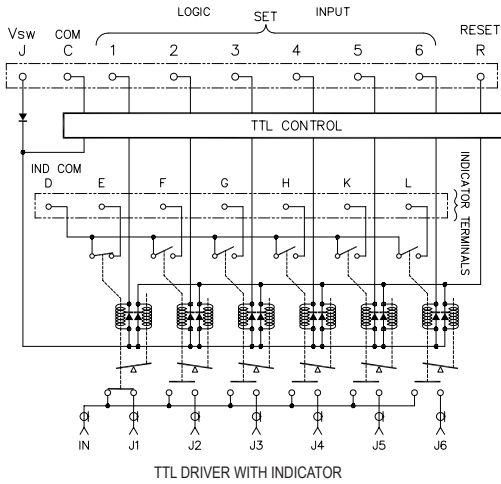 LOGIC SET INPUT
Vsw COM RESET
J C 1 2 3 4 5 6 R
TTL CONTROL
IND COM
D E F G H K L
INDICATOR TERMINALS
IN J1 J2 J3 J4 J5 J6
TTL DRIVER WITH INDICATOR